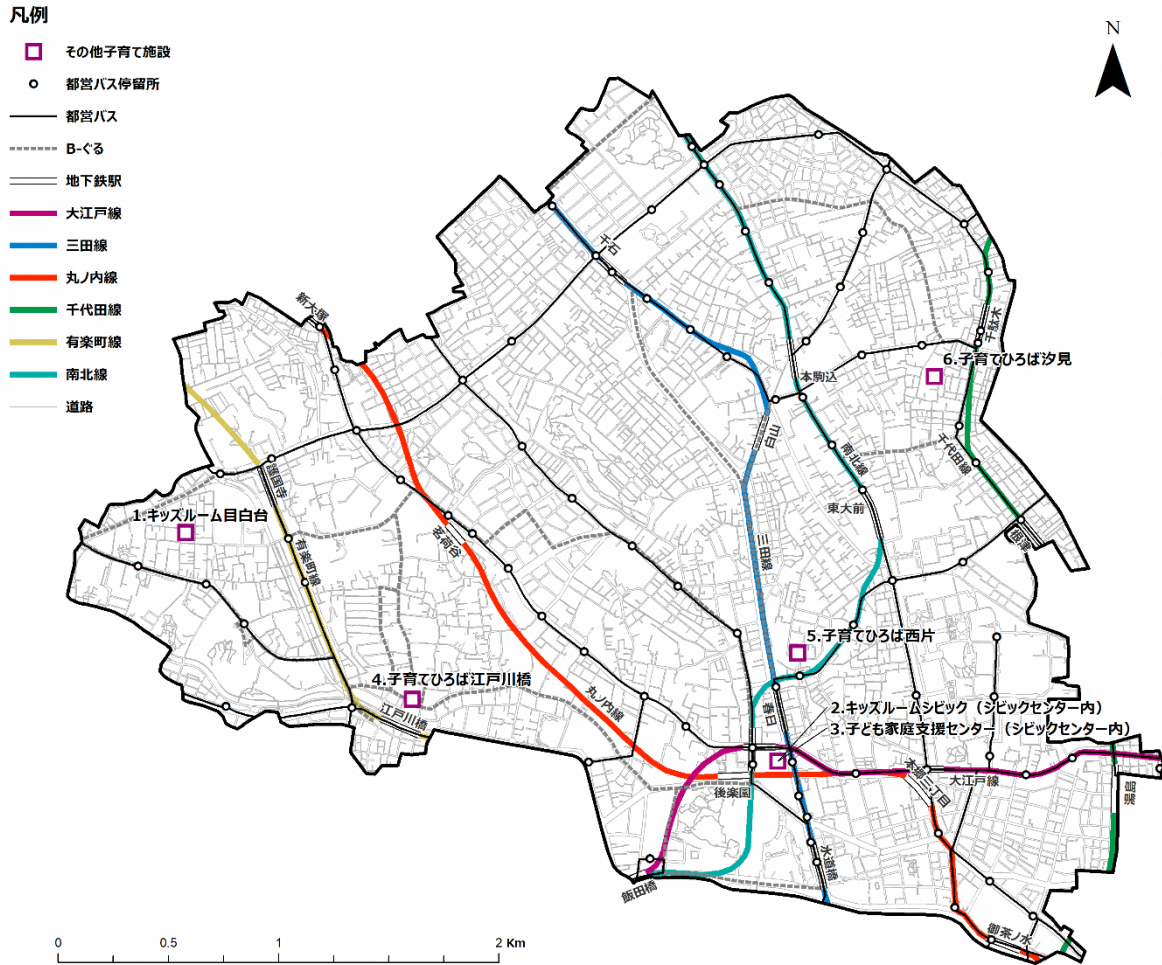 凡例
その他子育て施設
都営バス停留所
都営バス
B-ぐる
地下鉄駅
大江戸線
三田線
丸ノ内線
千代田線
有楽町線
南北線
道路
N
千石
新大塚
千駄木
6.子育てひろば汐見
本駒込
白山
南北線
千代田線
護国寺
東大前
根津
1.キッズルーム目白台
茗荷谷
有楽町線
三田線
5.子育てひろば西片
4.子育てひろば江戸川橋
丸ノ内線
春日
2.キッズルームシビック（シビックセンター内）
3.子ども家庭支援センター（シビックセンター内）
江戸川橋
本郷三丁目
大江戸線
湯島
後楽園
水道橋
飯田橋
御茶ノ水
0 0.5 1 2 Km